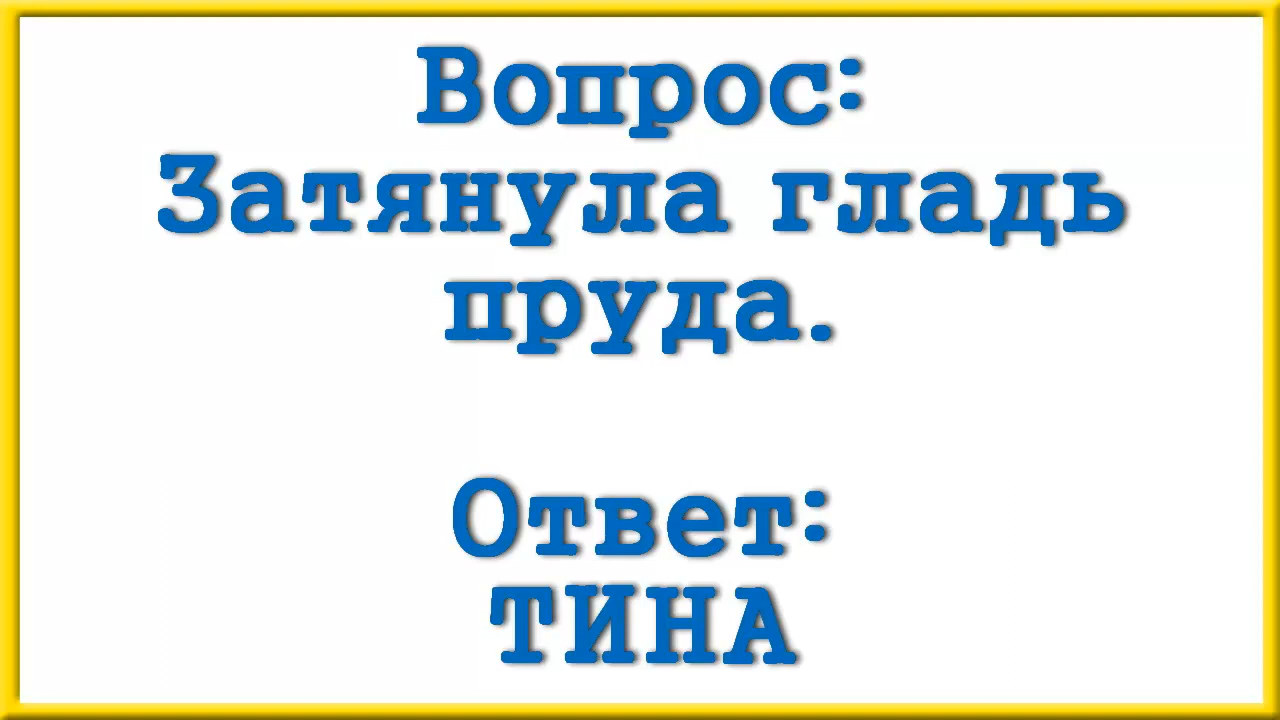 Вопрос:
Затянула гладь
пруда.
Ответ:
ТИНА